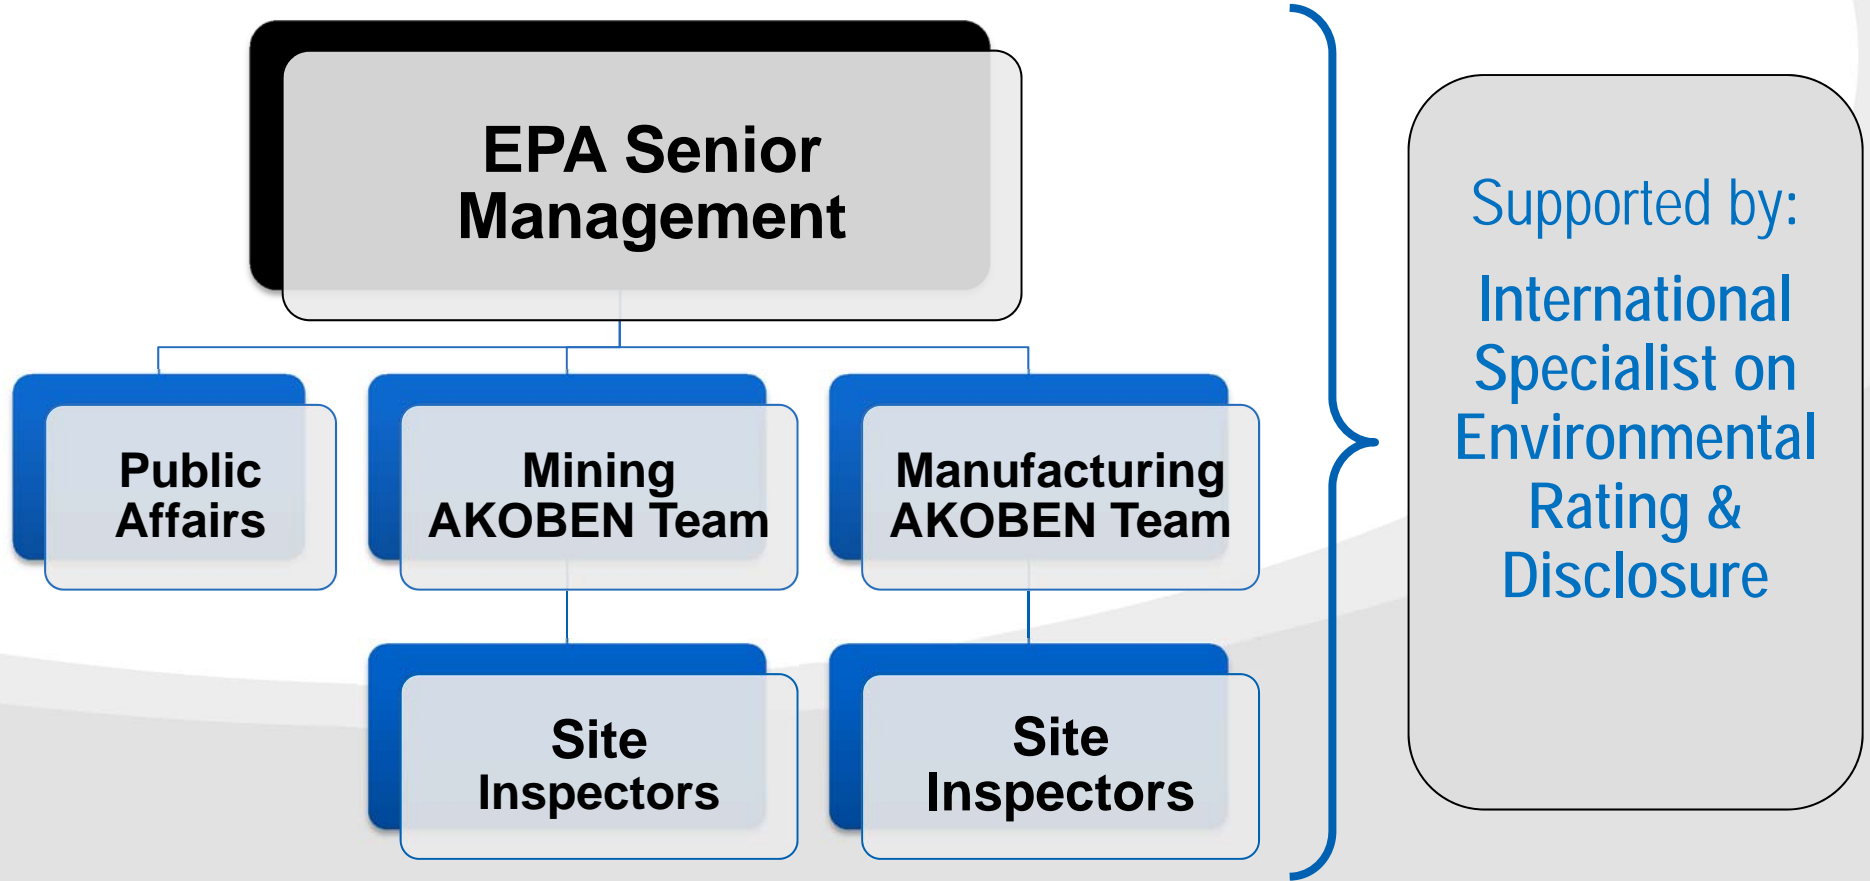 EPA Senior
Management
Public
Affairs
Mining
AKOBEN Team
Manufacturing
AKOBEN Team
Site
Inspectors
Site
Inspectors
Supported by:
International
Specialist on
Environmental
Rating &
Disclosure